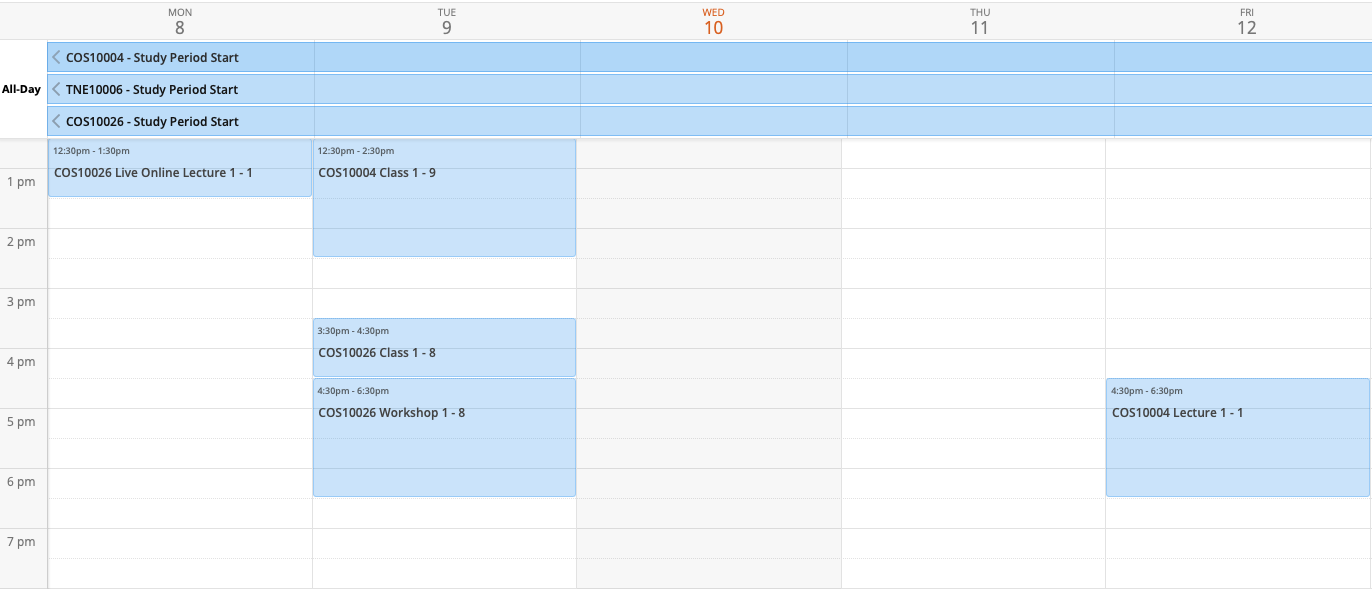 MON
8
TUE
9
WED
10
THU
11
FRI
12
All-Day
COS10004 - Study Period Start
TNE10006 - Study Period Start
COS10026 - Study Period Start
12:30pm - 1:30pm
COS10026 Live Online Lecture 1 - 1
12:30pm - 2:30pm
COS10004 Class 1 - 9
1 pm
2 pm
3 pm
3:30pm - 4:30pm
COS10026 Class 1 - 8
4 pm
4:30pm - 6:30pm
COS10026 Workshop 1 - 8
4:30pm - 6:30pm
COS10004 Lecture 1 - 1
5 pm
6 pm
7 pm